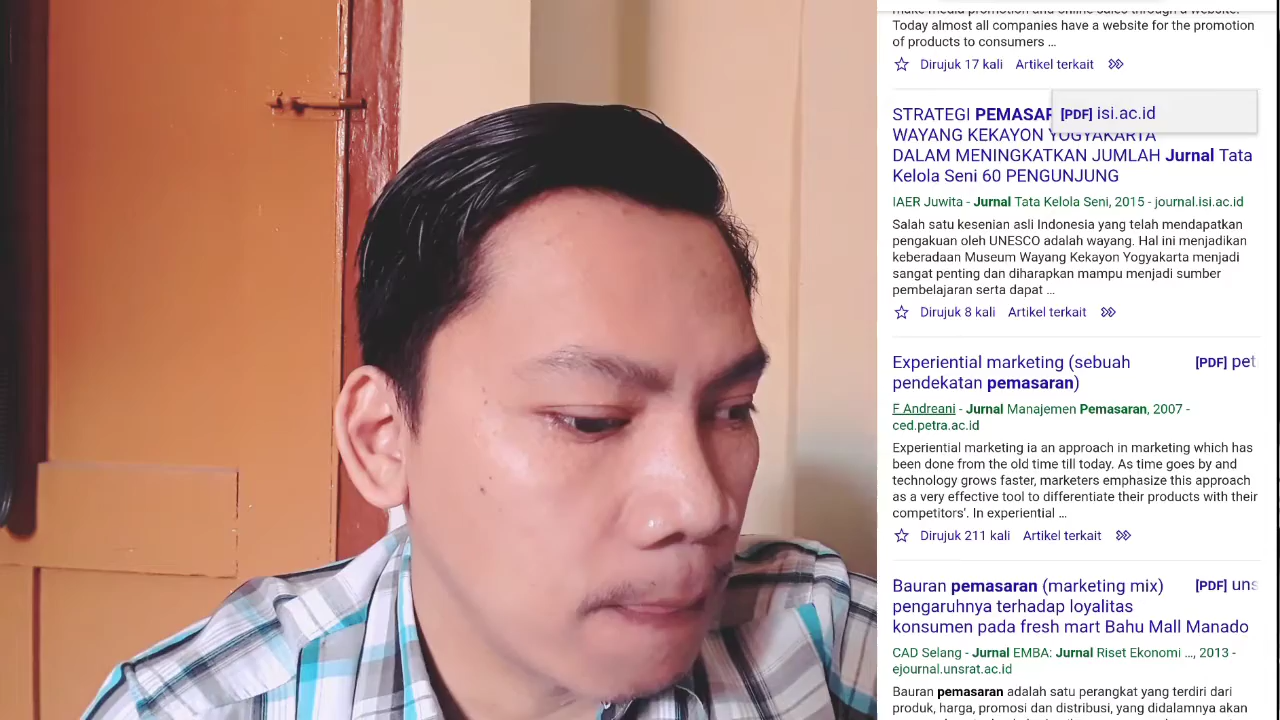 make media promotion and online sales through a website.
Today almost all companies have a website for the promotion
of products to consumers ...
Dirujuk 17 kali Artikel terkait
STRATEGI PEMASAR
[PDF] isi.ac.id
WAYANG KEKAYON YOGYAKARTA
DALAM MENINGKATKAN JUMLAH Jurnal Tata
Kelola Seni 60 PENGUNJUNG
IAER Juwita - Jurnal Tata Kelola Seni, 2015 - journal.isi.ac.id
Salah satu kesenian asli Indonesia yang telah mendapatkan
pengakuan oleh UNESCO adalah wayang. Hal ini menjadikan
keberadaan Museum Wayang Kekayon Yogyakarta menjadi
sangat penting dan diharapkan mampu menjadi sumber
pembelajaran serta dapat ...
Dirujuk 8 kali Artikel terkait
Experiential marketing (sebuah
[PDF] pet
pendekatan pemasaran)
F Andreani - Jurnal Manajemen Pemasaran, 2007 -
ced.petra.ac.id
Experiential marketing ia an approach in marketing which has
been done from the old time till today. As time goes by and
technology grows faster, marketers emphasize this approach
as a very effective tool to differentiate their products with their
competitors'. In experiential ...
Dirujuk 211 kali Artikel terkait
Bauran pemasaran (marketing mix)
[PDF] uns
pengaruhnya terhadap loyalitas
konsumen pada fresh mart Bahu Mall Manado
CAD Selang - Jurnal EMBA: Jurnal Riset Ekonomi ..., 2013 -
ejournal.unsrat.ac.id
Bauran pemasaran adalah satu perangkat yang terdiri dari
produk, harga, promosi dan distribusi, yang didalamnya akan